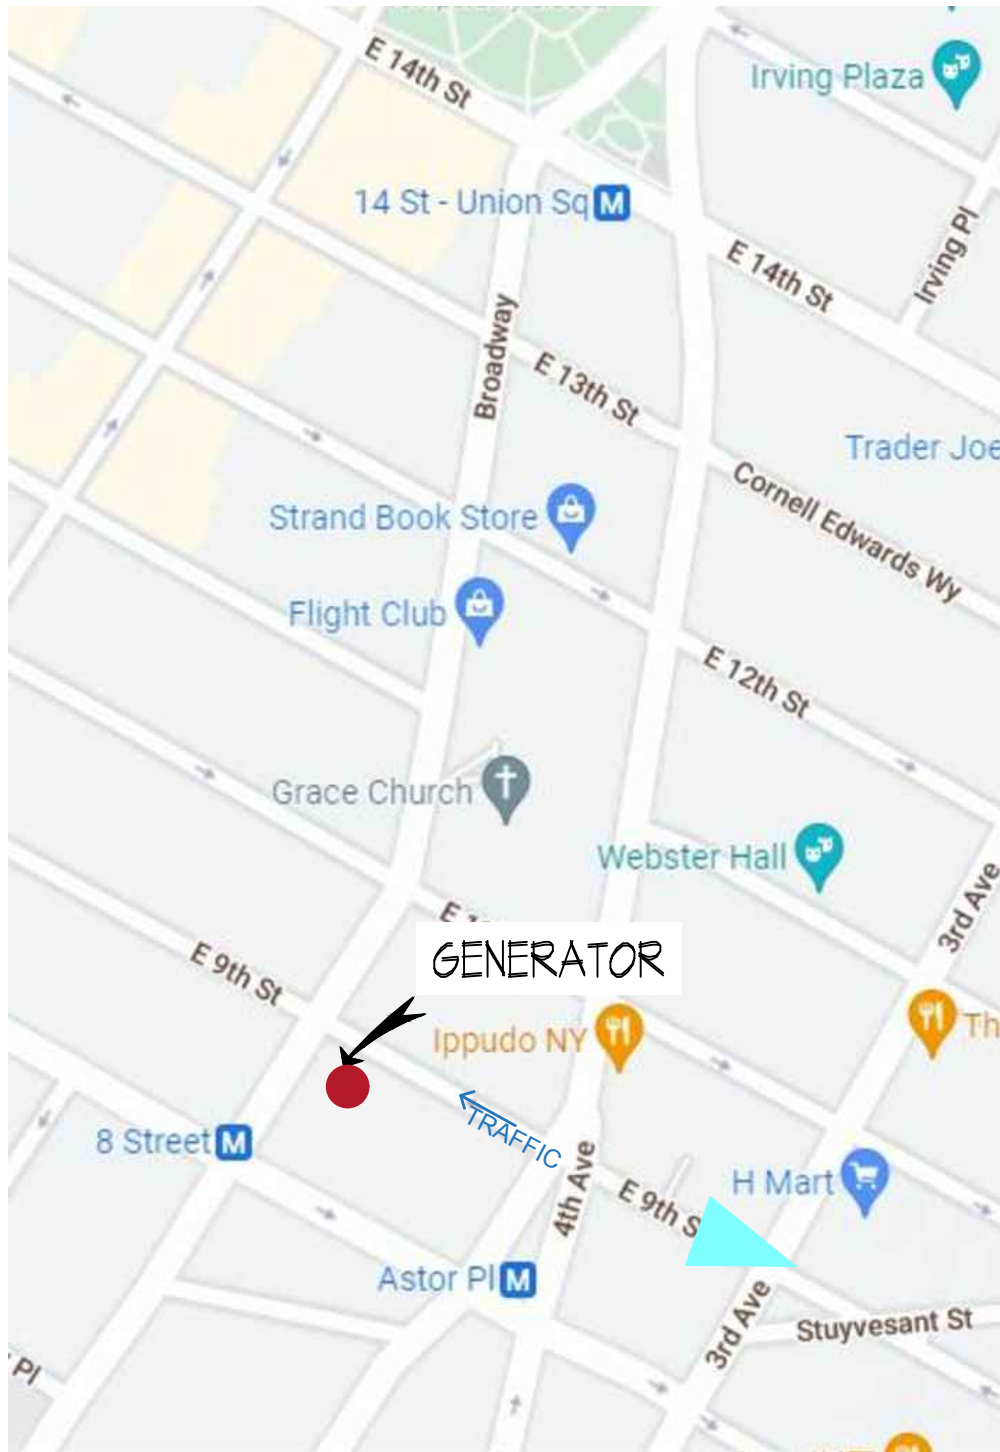 E 14th St
Irving Plaza
14 St - Union Sq M
E 14th St
Irving Pl
Broadway
E 13th St
Trader Joe
Cornell Edwards Wy
Strand Book Store
Flight Club
E 12th St
Grace Church
Webster Hall
3rd Ave
E 9th St
GENERATOR
Ippudo NY
Th
TRAFFIC
8 Street M
4th Ave
E 9th S
H Mart
Astor Pl M
3rd Ave
Stuyvesant St
Pl